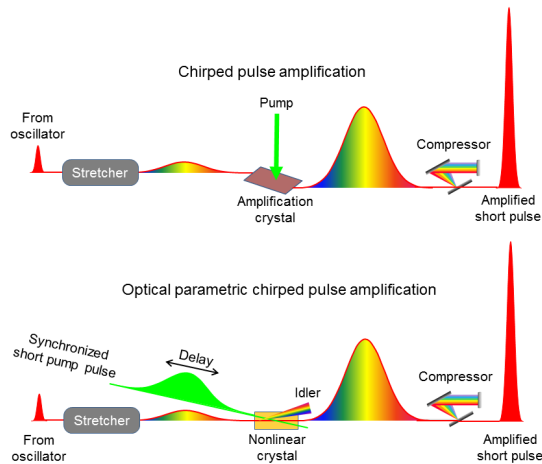 Chirped pulse amplification
From
oscillator
Pump
Stretcher
Compressor
Amplification
crystal
Amplified
short pulse
Optical parametric chirped pulse amplification
Synchronized
short pump pulse
Delay
Idler
Compressor
Stretcher
From
oscillator
Nonlinear
crystal
Amplified
short pulse